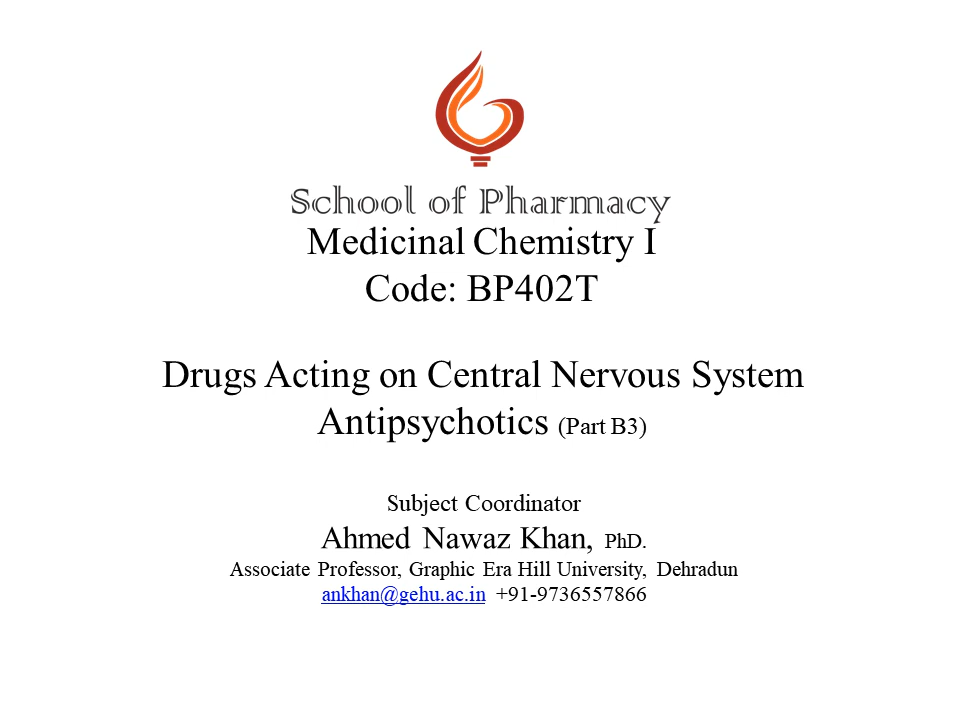 School of Pharmacy
Medicinal Chemistry I
Code: BP402T
Drugs Acting on Central Nervous System
Antipsychotics (Part B3)
Subject Coordinator
Ahmed Nawaz Khan, PhD.
Associate Professor, Graphic Era Hill University, Dehradun
ankhan@gehu.ac.in +91-9736557866